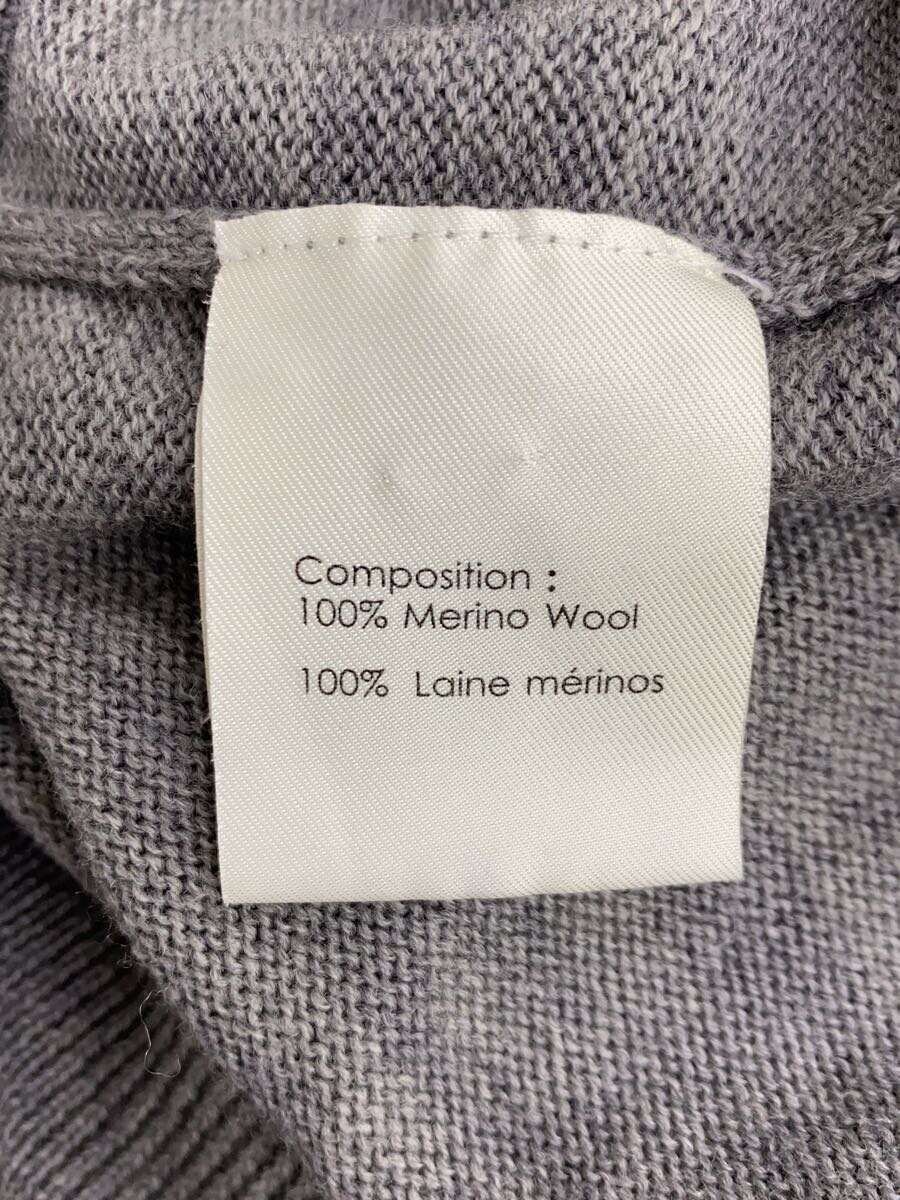 Composition :
100% Merino Wool
100% Laine mérinos